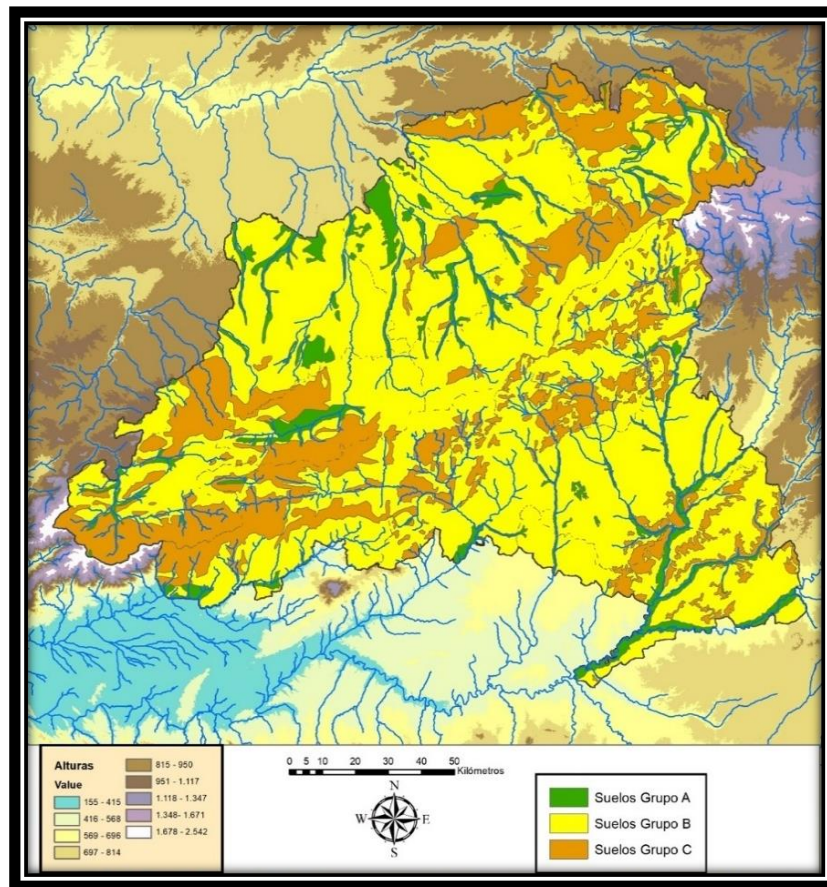 Alturas
Value
155 - 415
416 - 568
569 - 696
697 - 814
815 - 950
951 - 1.117
1.118 - 1.347
1.348- 1.671
1.678 - 2.542
0 5 10 20 30 40 50
Kilómetros
N
W E
S
Suelos Grupo A
Suelos Grupo B
Suelos Grupo C